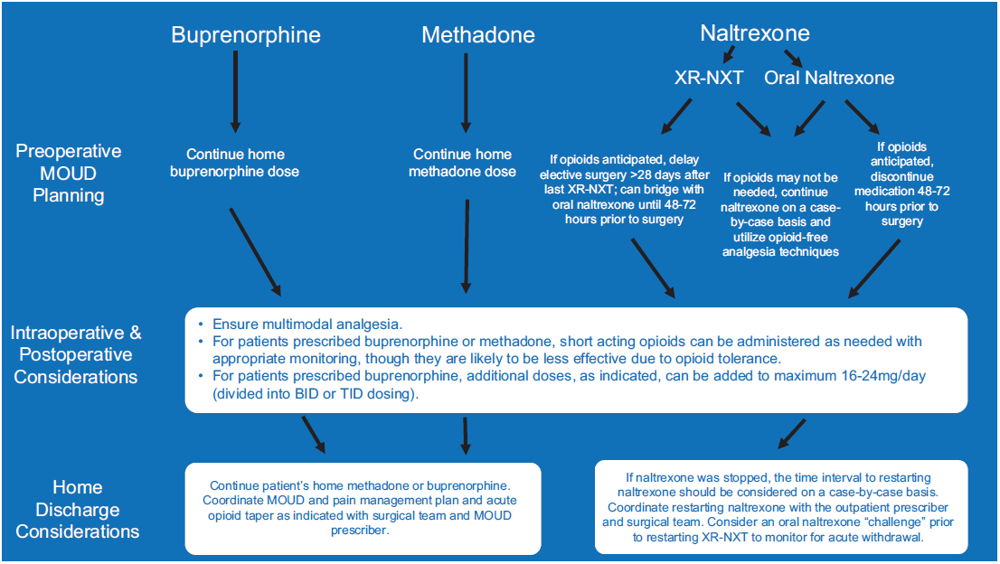 Buprenorphine
Methadone
Naltrexone
XR-NXT
Oral Naltrexone
Preoperative
MOUD
Planning
Continue home
buprenorphine dose
Continue home
methadone dose
If opioids anticipated, delay
elective surgery >28 days after
last XR-NXT; can bridge with
oral naltrexone until 48-72
hours prior to surgery
If opioids may not be
needed, continue
naltrexone on a case-
by-case basis and
utilize opioid-free
analgesia techniques
If opioids
anticipated,
discontinue
medication 48-72
hours prior to
surgery
Intraoperative &
Postoperative
Considerations
• Ensure multimodal analgesia.
• For patients prescribed buprenorphine or methadone, short acting opioids can be administered as needed with
appropriate monitoring, though they are likely to be less effective due to opioid tolerance.
• For patients prescribed buprenorphine, additional doses, as indicated, can be added to maximum 16-24mg/day
(divided into BID or TID dosing).
Home
Discharge
Considerations
Continue patient's home methadone or buprenorphine.
Coordinate MOUD and pain management plan and acute
opioid taper as indicated with surgical team and MOUD
prescriber.
If naltrexone was stopped, the time interval to restarting
naltrexone should be considered on a case-by-case basis.
Coordinate restarting naltrexone with the outpatient prescriber
and surgical team. Consider an oral naltrexone “challenge” prior
to restarting XR-NXT to monitor for acute withdrawal.